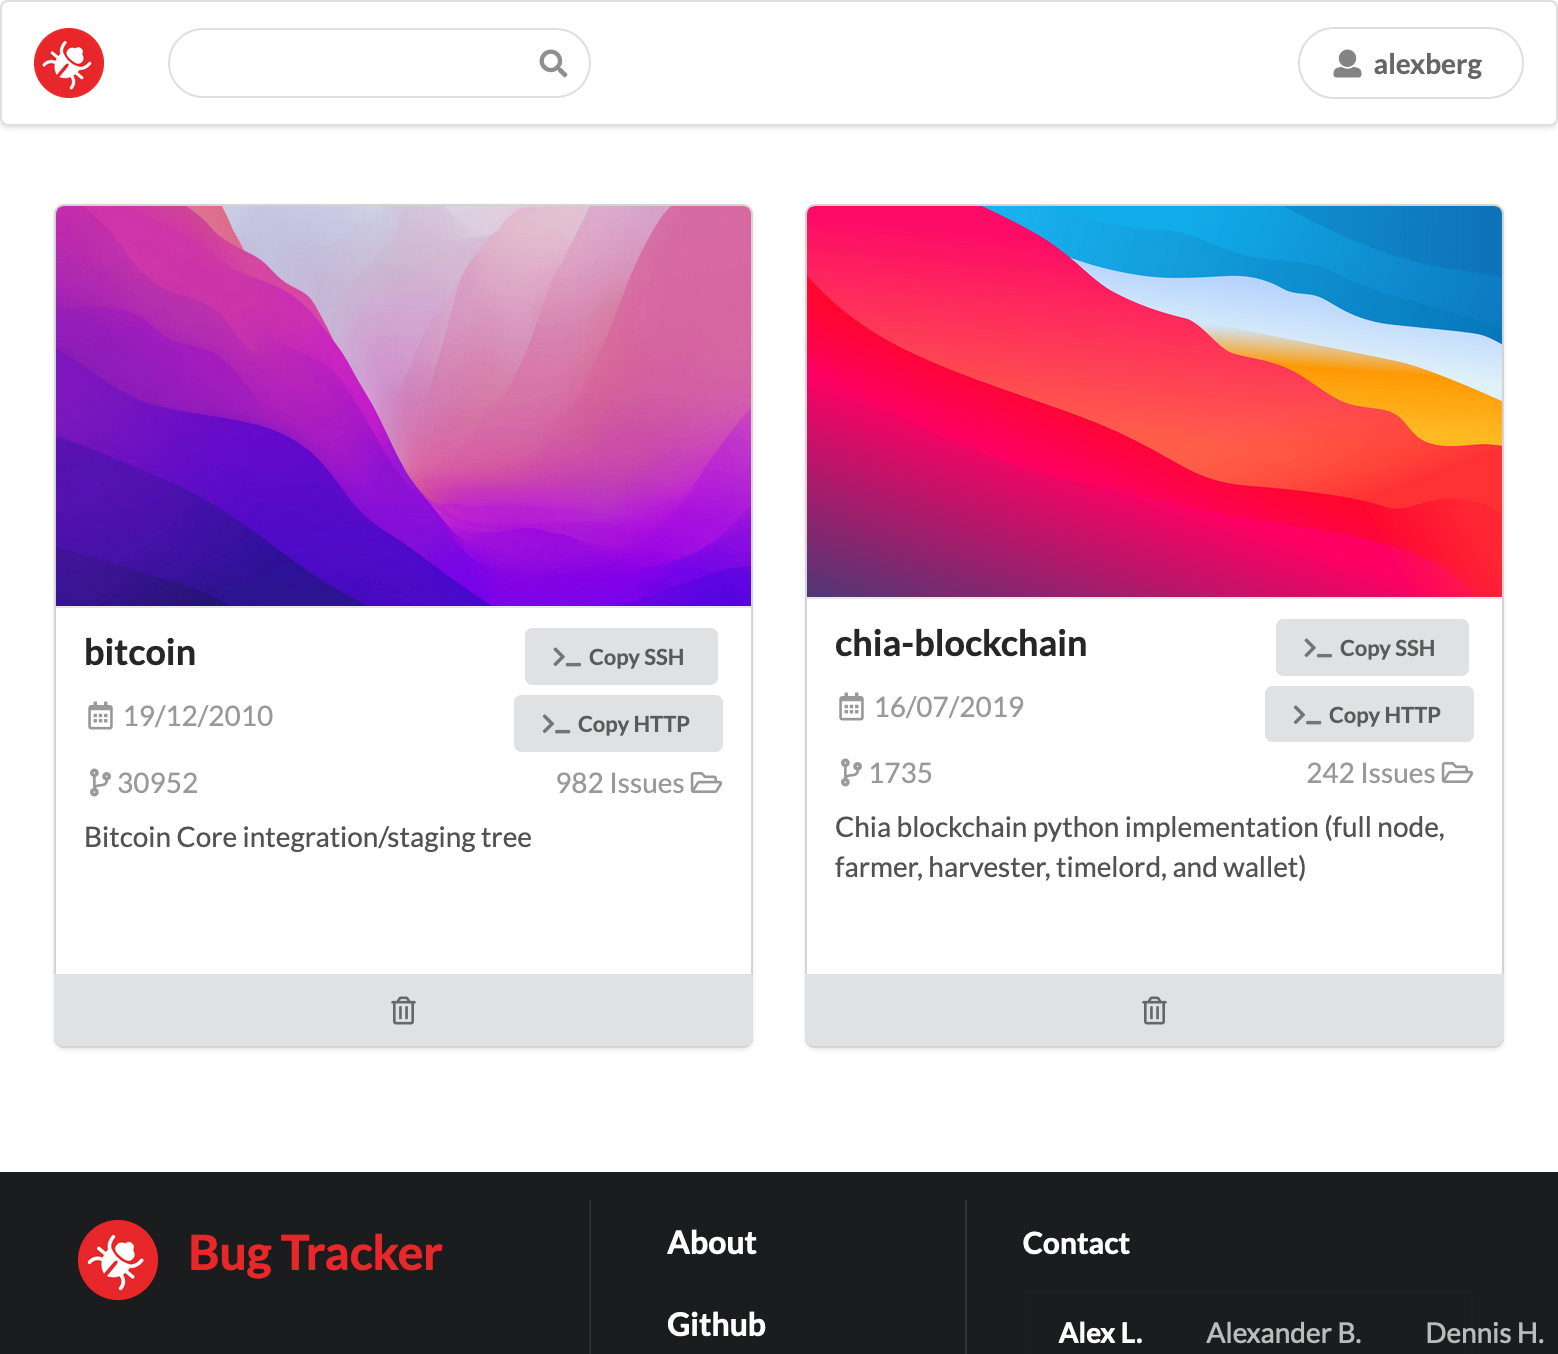 alexberg
bitcoin
Copy SSH
19/12/2010
Copy HTTP
30952
982 Issues
Bitcoin Core integration/staging tree
chia-blockchain
Copy SSH
16/07/2019
Copy HTTP
1735
242 Issues
Chia blockchain python implementation (full node,
farmer, harvester, timelord, and wallet)
Bug Tracker
About
Github
Contact
Alex L.
Alexander B.
Dennis H.